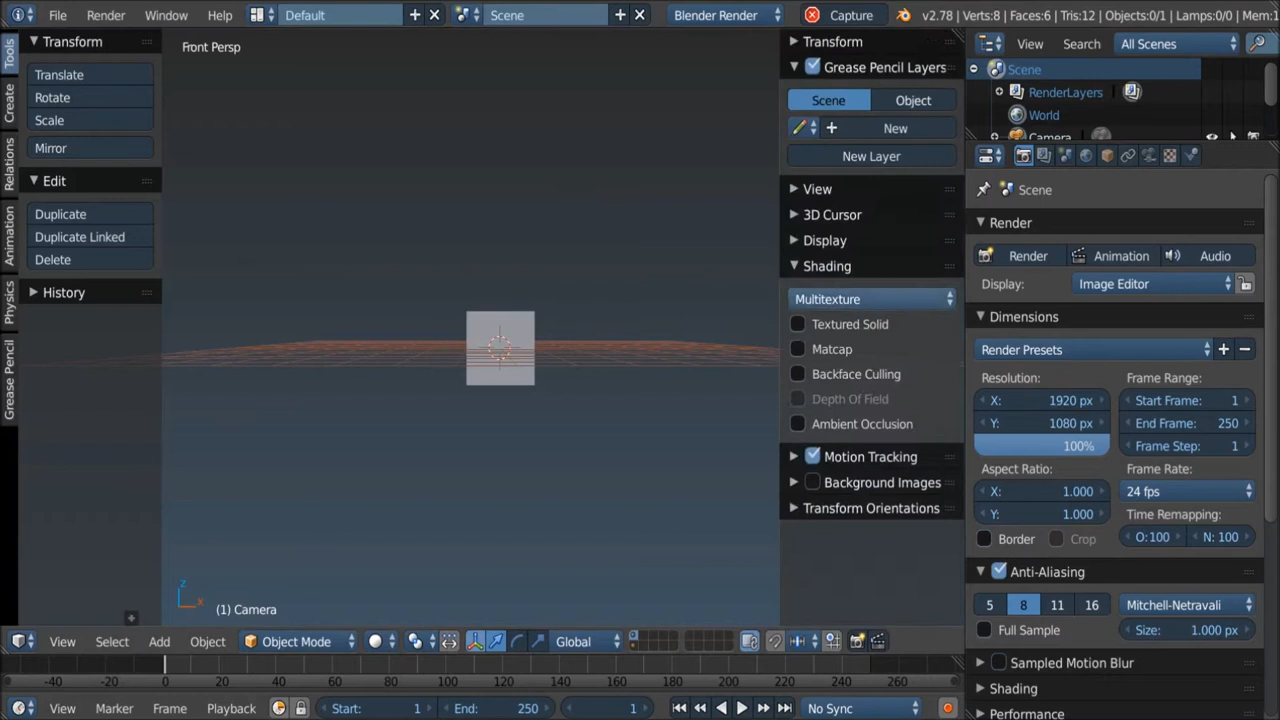 File Render Window Help Default Scene Blender Render Capture v2.78 | Verts:8 | Faces:6 | Tris:12 | Objects:0/1 | Lamps:0/0 | Mem:1
Tools
Create
Relations
Animation
Physics
Grease Pencil
Transform
Translate
Rotate
Scale
Mirror
Edit
Duplicate
Duplicate Linked
Delete
History
Front Persp
z
x
(1) Camera
Transform
Grease Pencil Layers
Scene Object
New
New Layer
View
3D Cursor
Display
Shading
Multitexture
Textured Solid
Matcap
Backface Culling
Depth Of Field
Ambient Occlusion
Motion Tracking
Background Images
Transform Orientations
View Search All Scenes
Scene
RenderLayers
World
Camera
Scene
Render
Render Animation Audio
Display: Image Editor
Dimensions
Render Presets
Resolution: Frame Range:
X: 1920 px Start Frame: 1
Y: 1080 px End Frame: 250
100% Frame Step: 1
Aspect Ratio: Frame Rate:
X: 1.000 24 fps
Y: 1.000 Time Remapping:
Border Crop O:100 N: 100
Anti-Aliasing
5 8 11 16 Mitchell-Netravali
Full Sample Size: 1.000 px
Sampled Motion Blur
Shading
Performance
View Select Add Object Object Mode Global
-40 -20 0 20 40 60 80 100 120 140 160 180 200 220 240 260
View Marker Frame Playback Start: 1 End: 250 1 No Sync